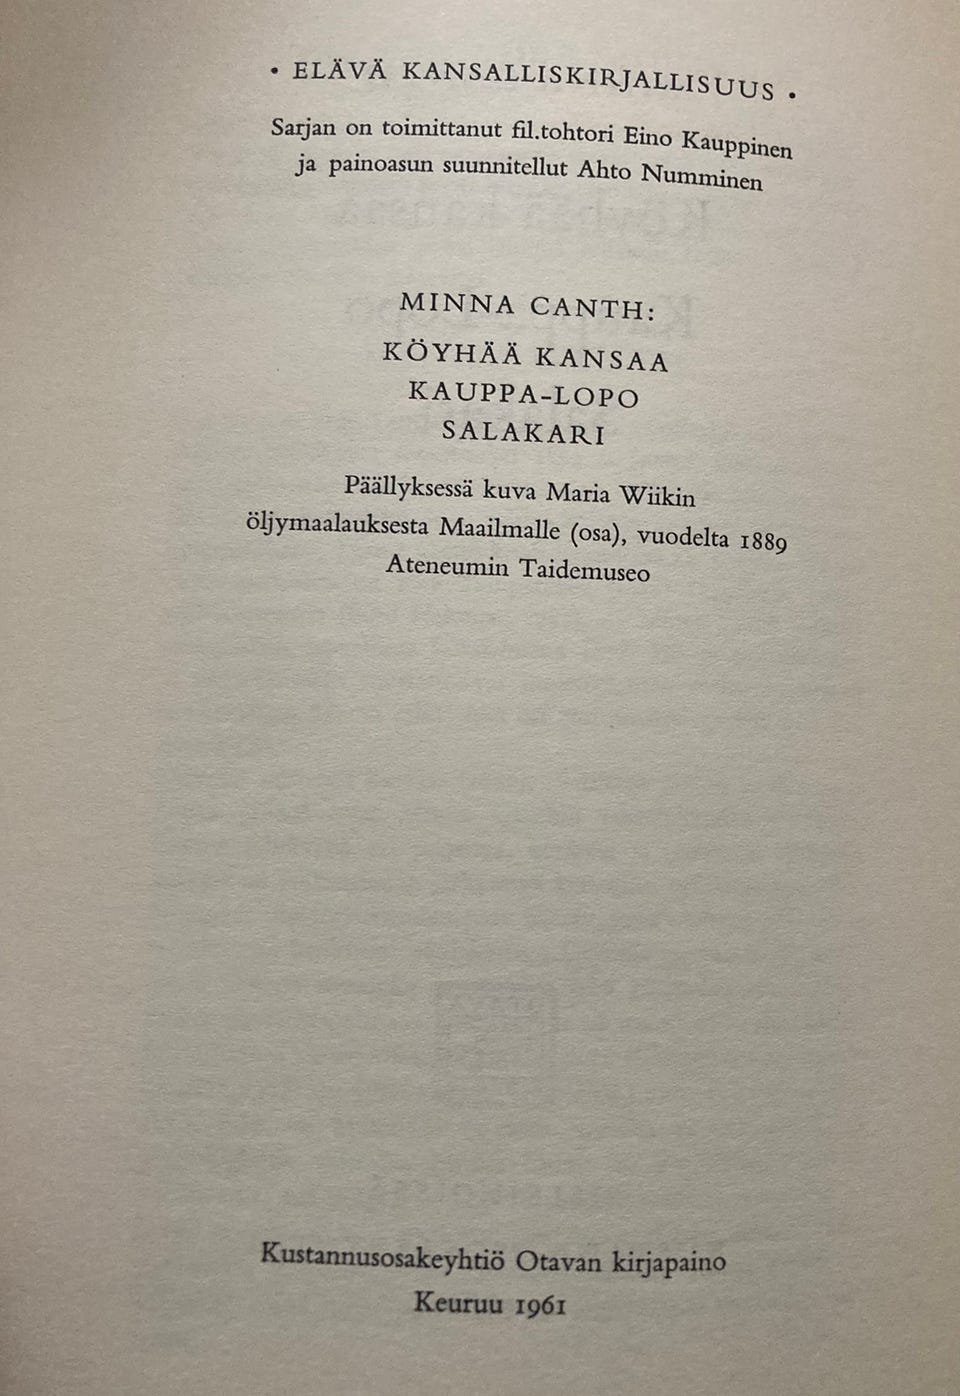 • ELÄVÄ KANSALLISKIRJALLISUUS •
Sarjan on toimittanut fil.tohtori Eino Kauppinen
ja painoasun suunnitellut Ahto Numminen
MINNA CANTH:
KÖYHÄÄ KANSAA
KAUPPA-LOPO
SALAKARI
Päällyksessä kuva Maria Wiikin
öljymaalauksesta Maailmalle (osa), vuodelta 1889
Ateneumin Taidemuseo
Kustannusosakeyhtiö Otavan kirjapaino
Keuruu 1961